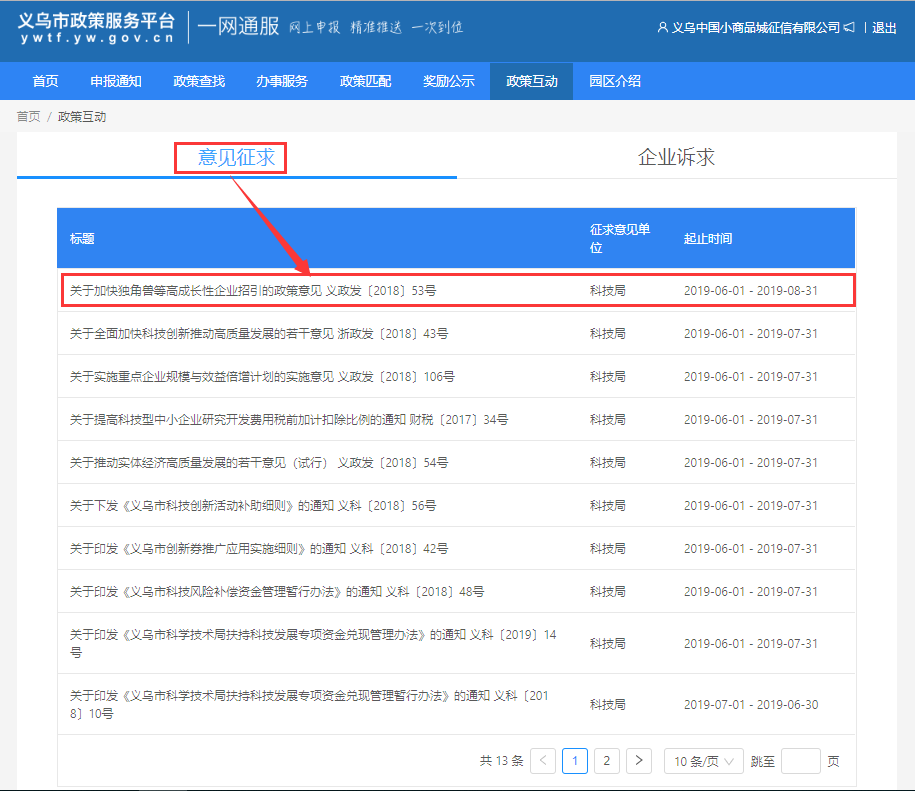 义乌市政策服务平台
ywtf.yw.gov.cn
一网通服 网上申报 精准推送 一次到位
义乌中国小商品城征信有限公司 | 退出
首页 申报通知 政策查找 办事服务 政策匹配 奖励公示 政策互动 园区介绍
首页 / 政策互动
意见征求 企业诉求
标题 征求意见单
位 起止时间
关于加快独角兽等高成长性企业招引的政策意见 义政发〔2018〕53号 科技局 2019-06-01 - 2019-08-31
关于全面加快科技创新推动高质量发展的若干意见 浙政发〔2018〕43号 科技局 2019-06-01 - 2019-07-31
关于实施重点企业规模与效益倍增计划的实施意见 义政发〔2018〕106号 科技局 2019-06-01 - 2019-07-31
关于提高科技型中小企业研究开发费用税前加计扣除比例的通知 财税〔2017〕34号 科技局 2019-06-01 - 2019-07-31
关于推动实体经济高质量发展的若干意见（试行） 义政发〔2018〕54号 科技局 2019-06-01 - 2019-07-31
关于下发《义乌市科技创新活动补助细则》的通知 义科〔2018〕56号 科技局 2019-06-01 - 2019-07-31
关于印发《义乌市创新券推广应用实施细则》的通知 义科〔2018〕42号 科技局 2019-06-01 - 2019-07-31
关于印发《义乌市科技风险补偿资金管理暂行办法》的通知 义科〔2018〕48号 科技局 2019-06-01 - 2019-07-31
关于印发《义乌市科学技术局扶持科技发展专项资金兑现管理办法》的通知 义科〔2019〕14
号 科技局 2019-06-01 - 2019-07-31
关于印发《义乌市科学技术局扶持科技发展专项资金兑现管理暂行办法》的通知 义科〔201
8〕10号 科技局 2019-07-01 - 2019-06-30
共 13 条 < 1 2 > 10 条/页 跳至 页